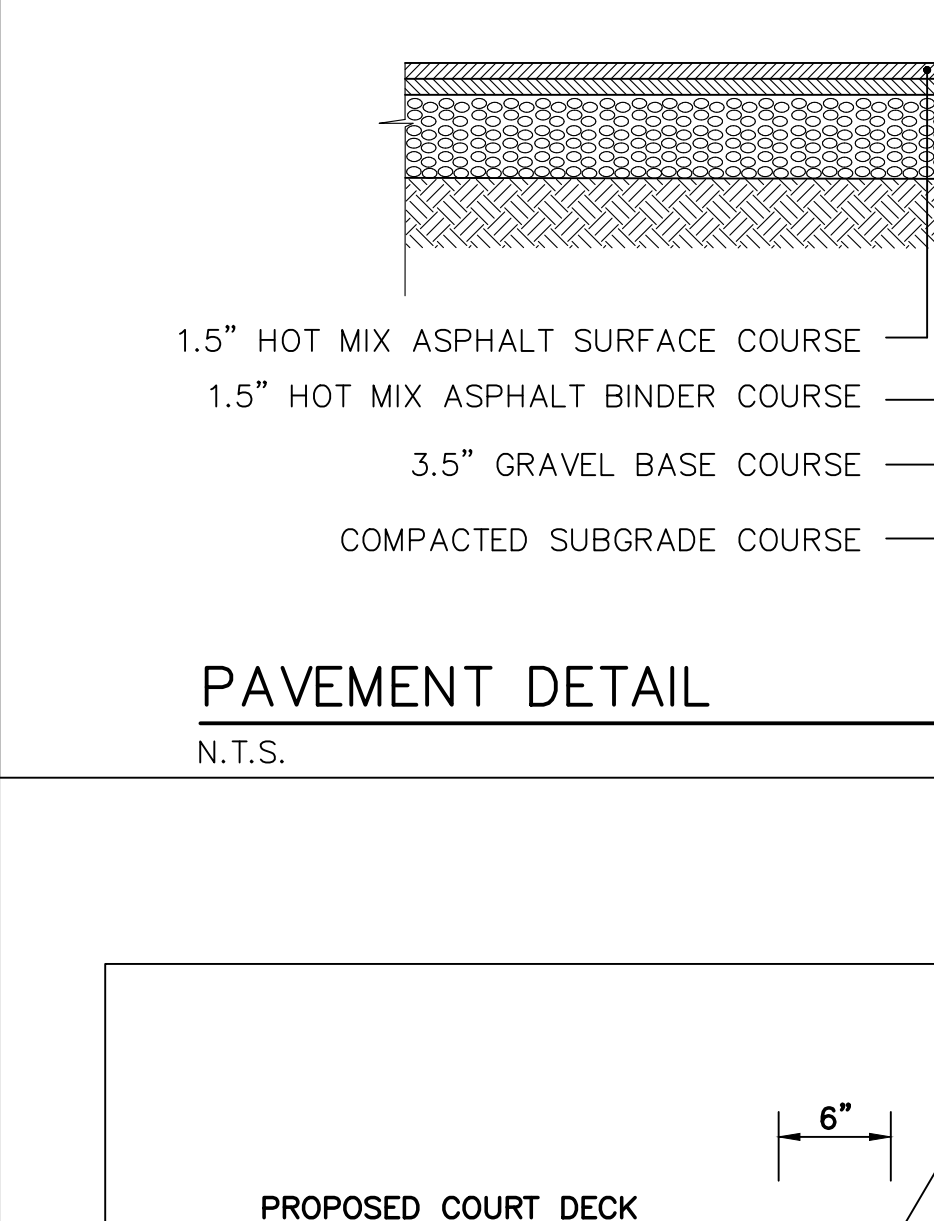 1.5” HOT MIX ASPHALT SURFACE COURSE
1.5” HOT MIX ASPHALT BINDER COURSE
3.5” GRAVEL BASE COURSE
COMPACTED SUBGRADE COURSE
PAVEMENT DETAIL
N.T.S.
6”
PROPOSED COURT DECK